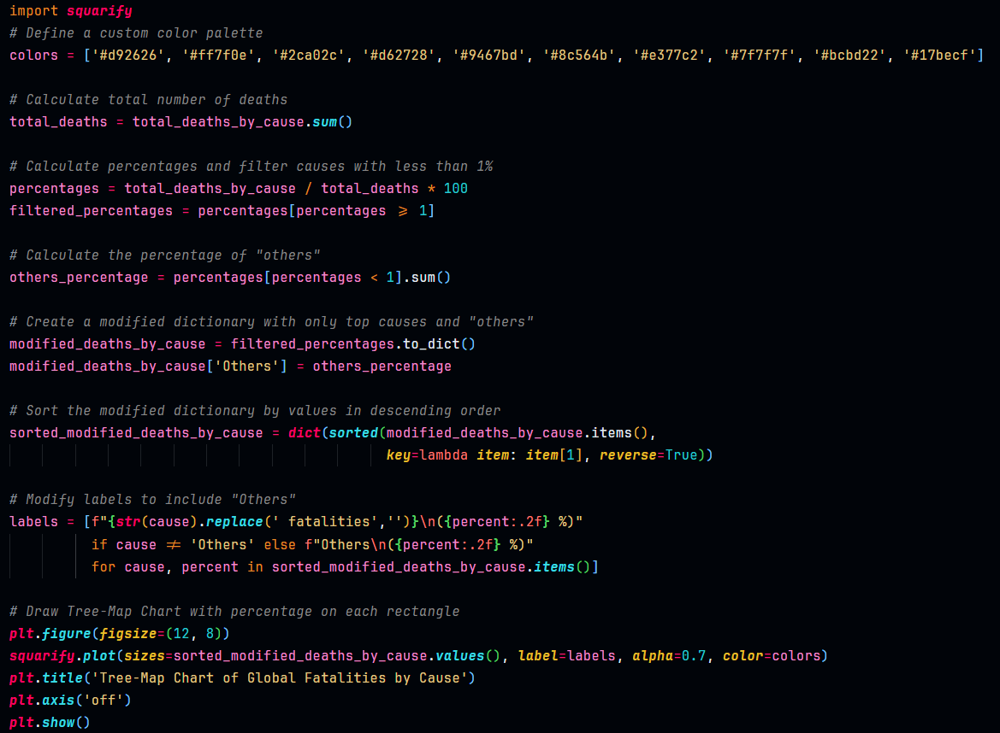 import squarify
# Define a custom color palette
colors = ['#d92626', '#ff7f0e', '#2ca02c', '#d62728', '#9467bd', '#8c564b', '#e377c2', '#7f7f7f', '#bcbd22', '#17becf']
# Calculate total number of deaths
total_deaths = total_deaths_by_cause.sum()
# Calculate percentages and filter causes with less than 1%
percentages = total_deaths_by_cause / total_deaths * 100
filtered_percentages = percentages[percentages ⩾ 1]
# Calculate the percentage of "others"
others_percentage = percentages[percentages < 1].sum()
# Create a modified dictionary with only top causes and "others"
modified_deaths_by_cause = filtered_percentages.to_dict()
modified_deaths_by_cause['Others'] = others_percentage
# Sort the modified dictionary by values in descending order
sorted_modified_deaths_by_cause = dict(sorted(modified_deaths_by_cause.items(),
key=lambda item: item[1], reverse=True))
# Modify labels to include "Others"
labels = [f"{str(cause).replace(' fatalities','')}\n({percent:.2f} %)"
if cause ≠ 'Others' else f"Others\n({percent:.2f} %)"
for cause, percent in sorted_modified_deaths_by_cause.items()]
# Draw Tree-Map Chart with percentage on each rectangle
plt.figure(figsize=(12, 8))
squarify.plot(sizes=sorted_modified_deaths_by_cause.values(), label=labels, alpha=0.7, color=colors)
plt.title('Tree-Map Chart of Global Fatalities by Cause')
plt.axis('off')
plt.show()